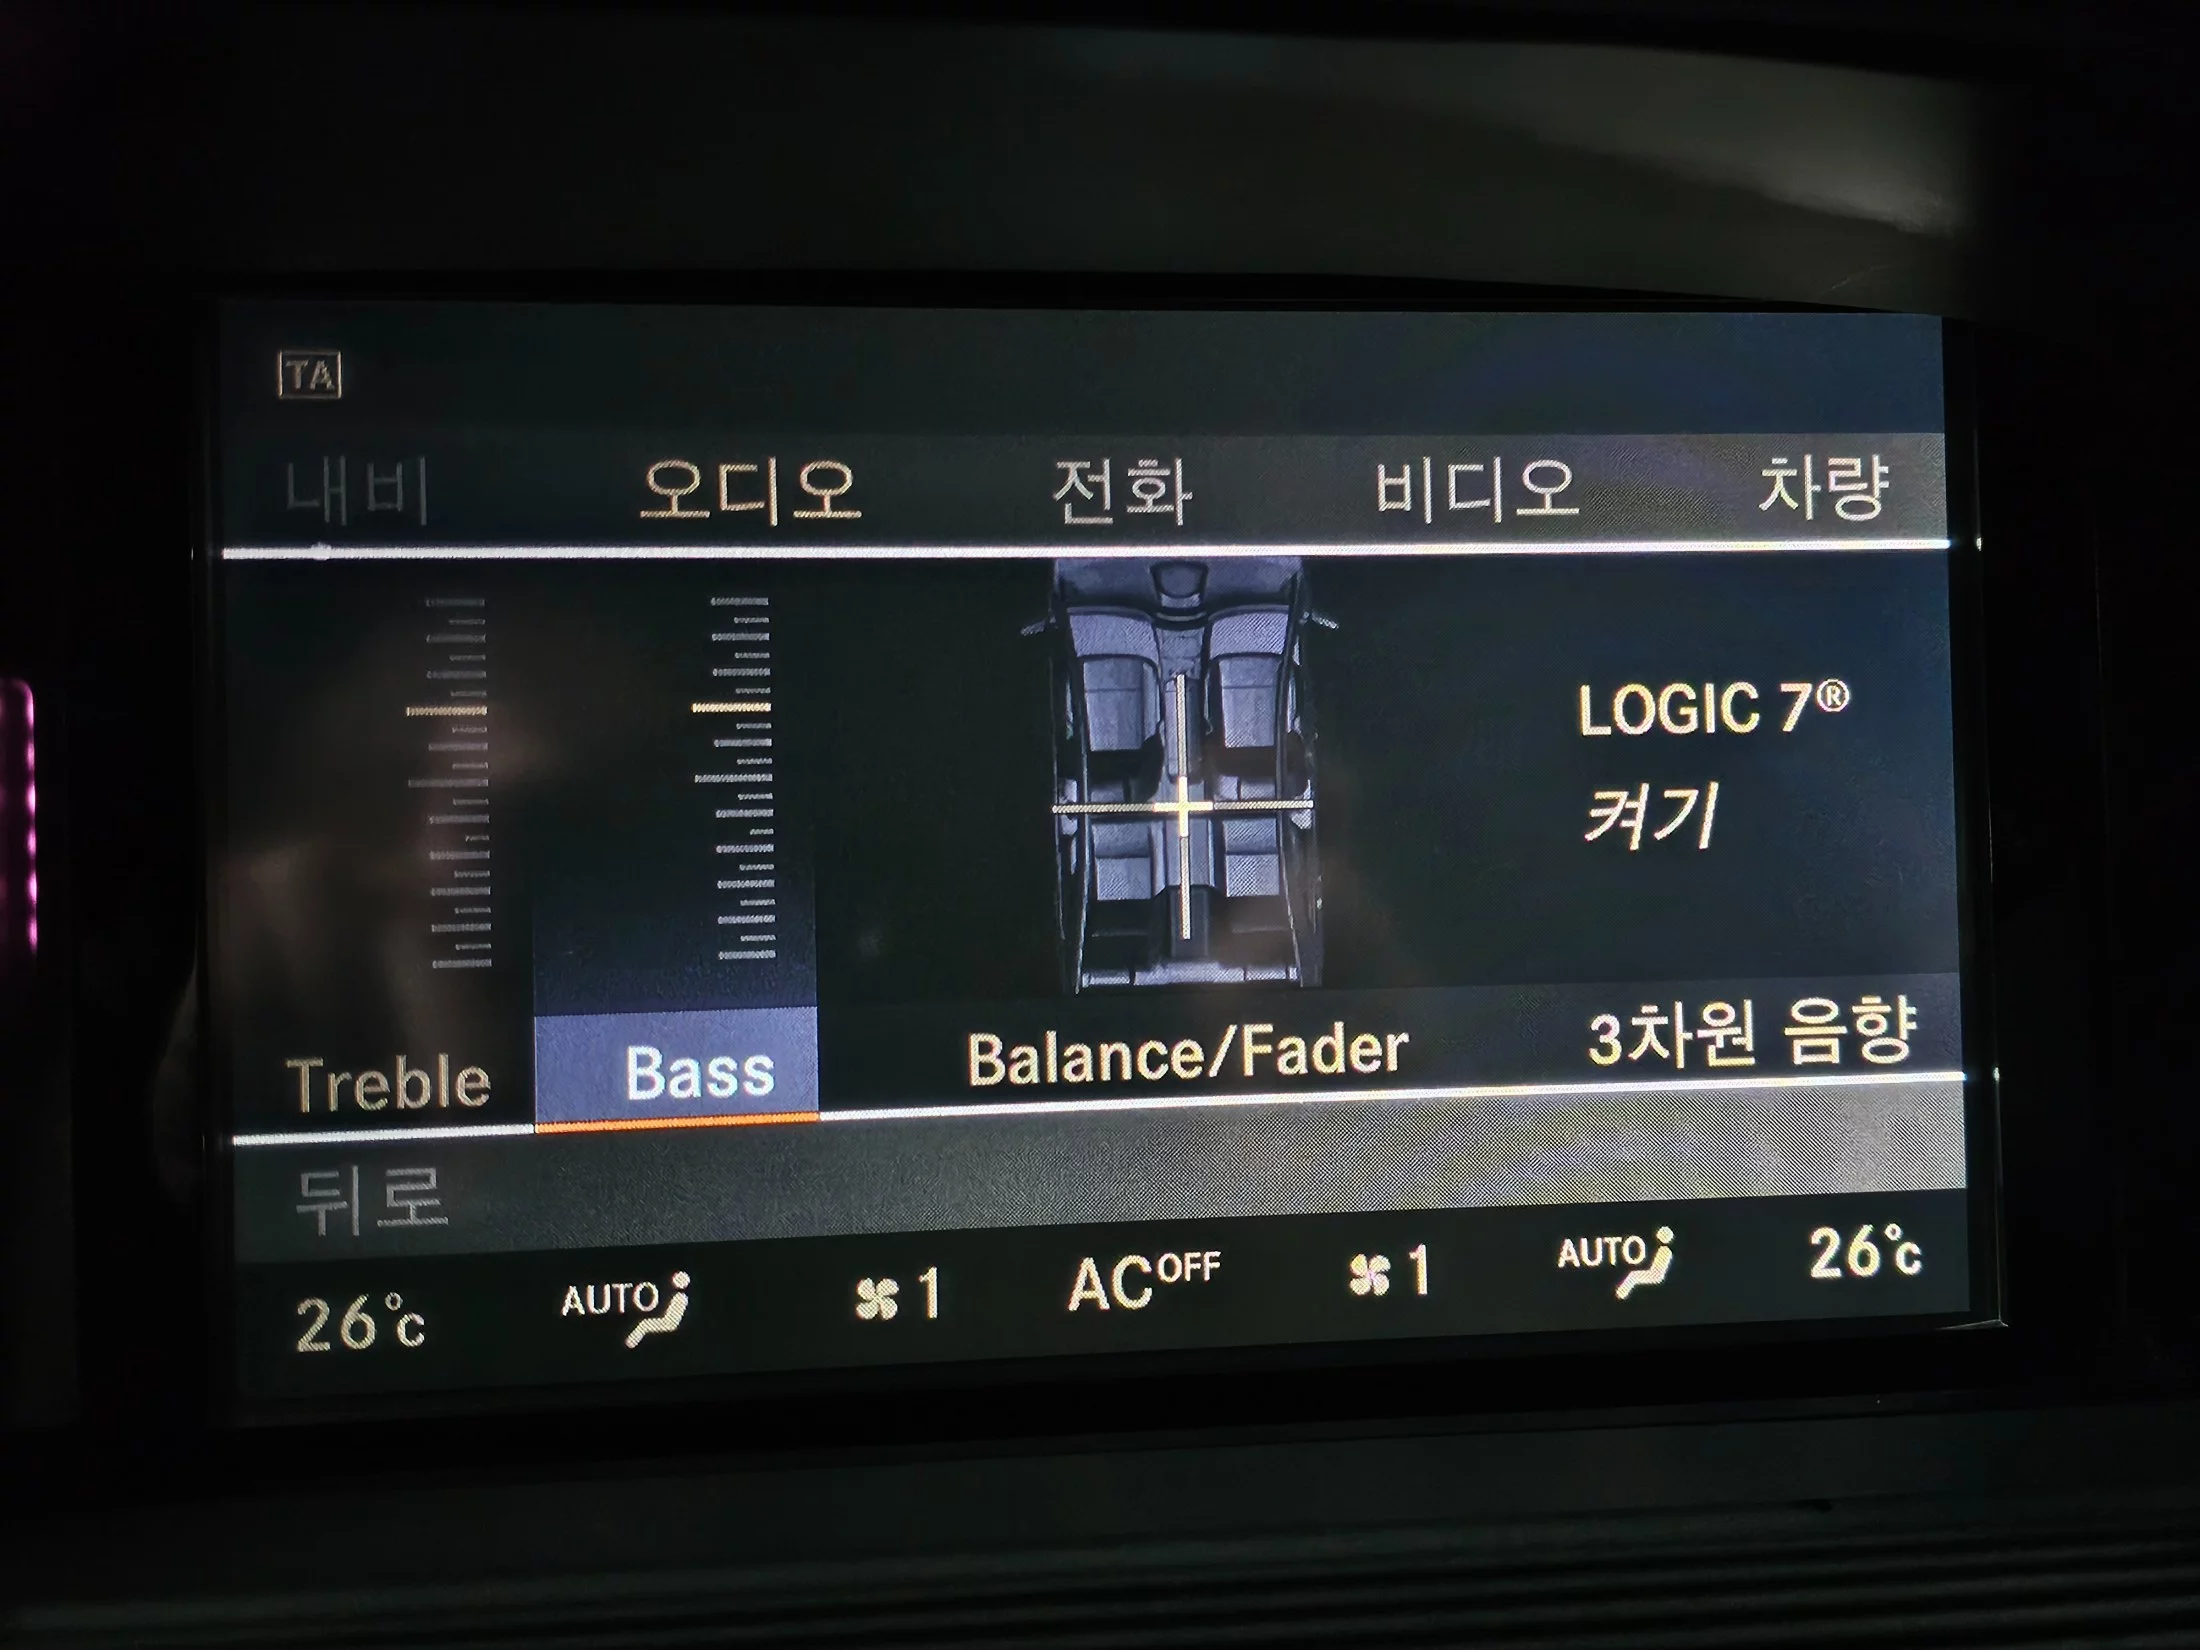 TA
내비 오디오 전화 비디오 차량
LOGIC 7®
켜기
Treble Bass Balance/Fader 3차원 음향
뒤로
26°C AUTO 1 AC OFF 1 AUTO 26°C